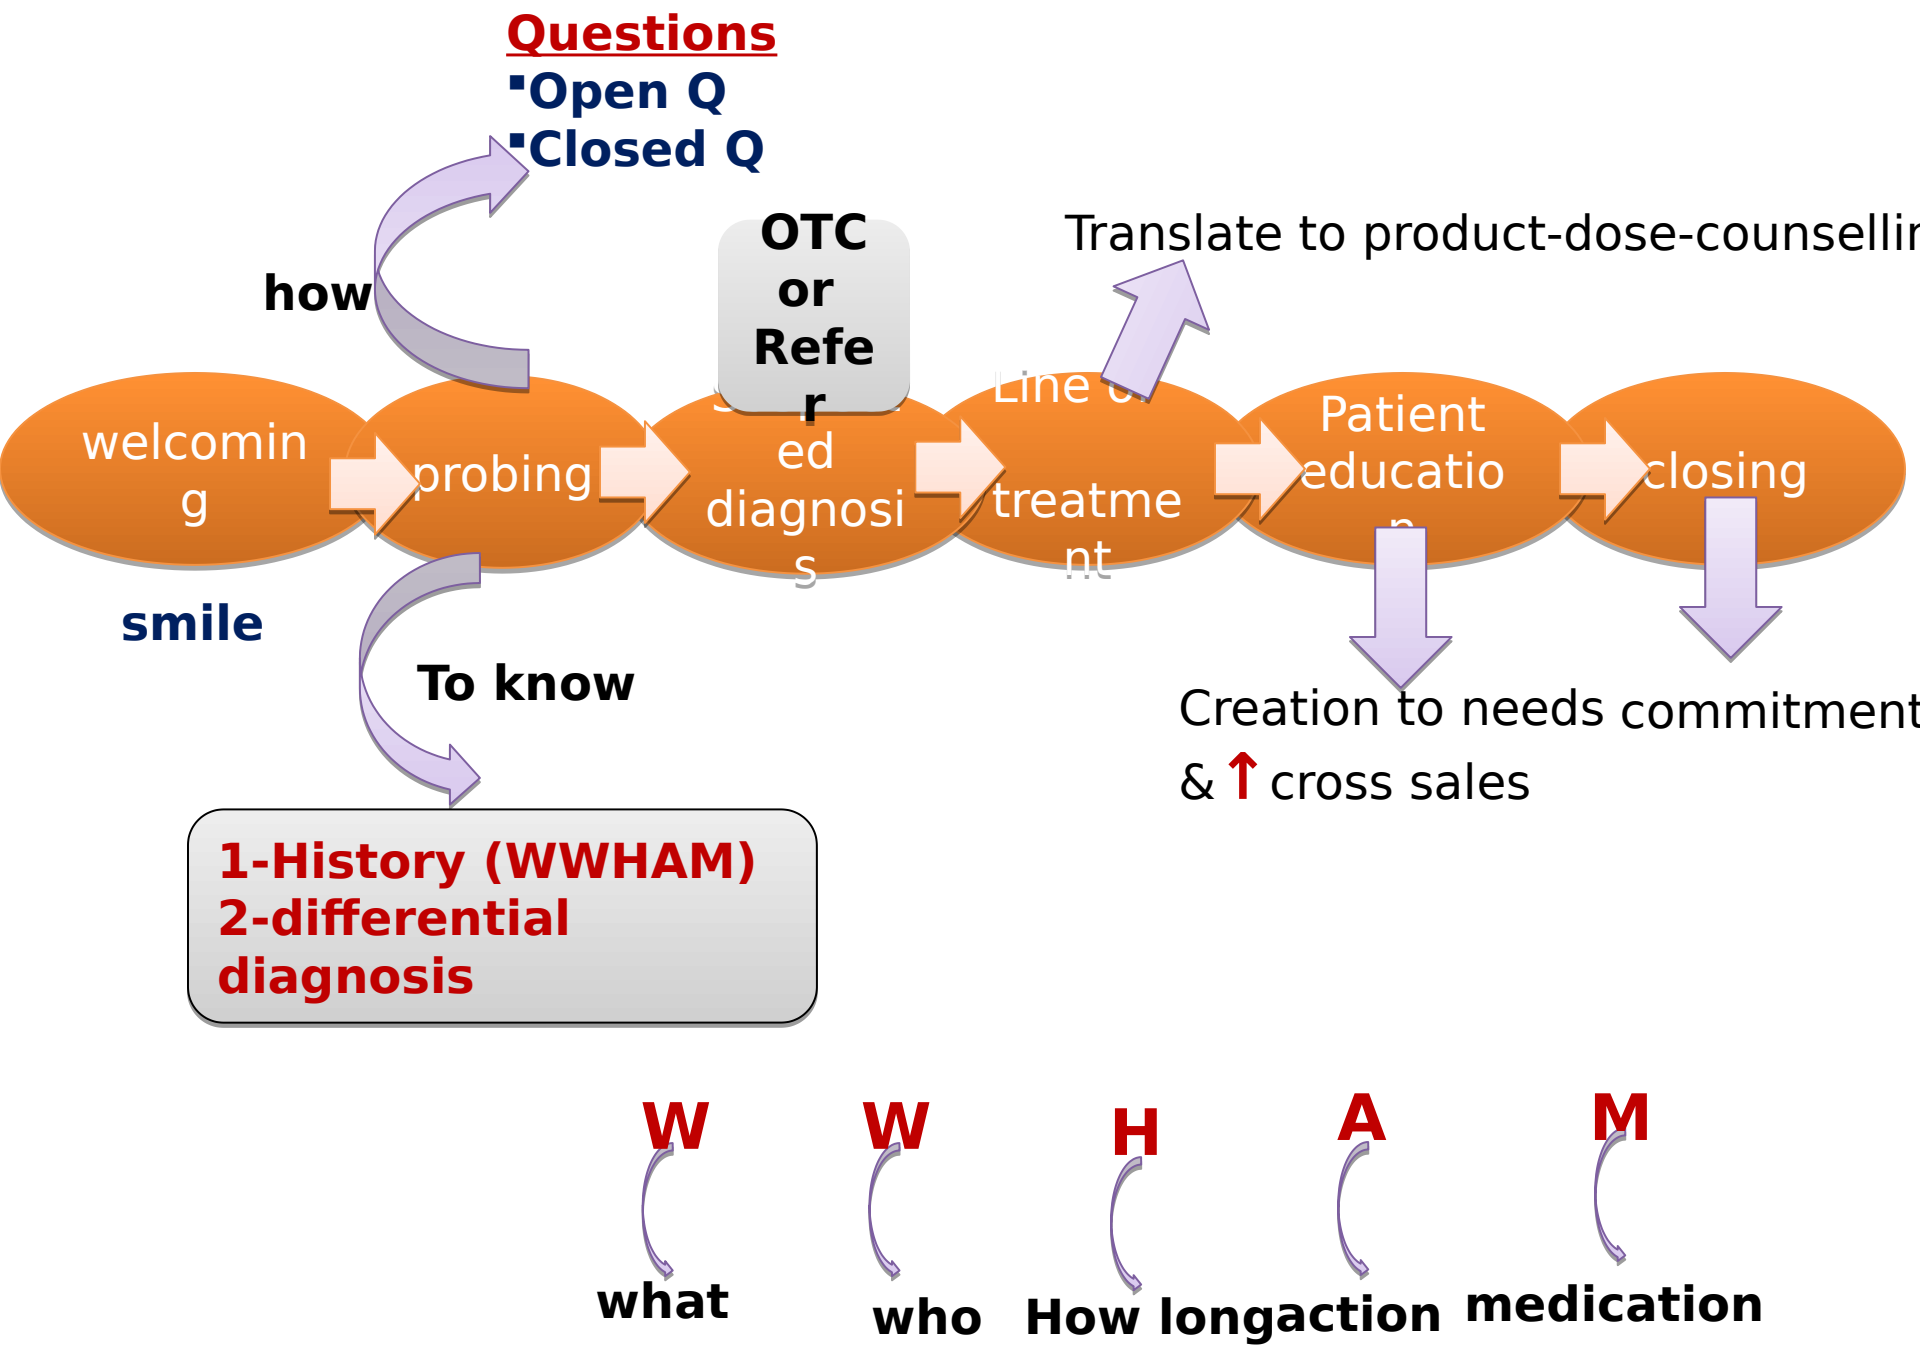 Questions
▪Open Q
▪Closed Q
how
OTC
or
Refe
r
Translate to product-dose-counsellin
welcomin
g
probing
ed
diagnosi
s
Line of
treatme
nt
Patient
educatio
n
closing
smile
To know
Creation to needs
&↑cross sales
commitment
1-History (WWHAM)
2-differential
diagnosis
W
W
H
A
M
what
who
How long
action
medication